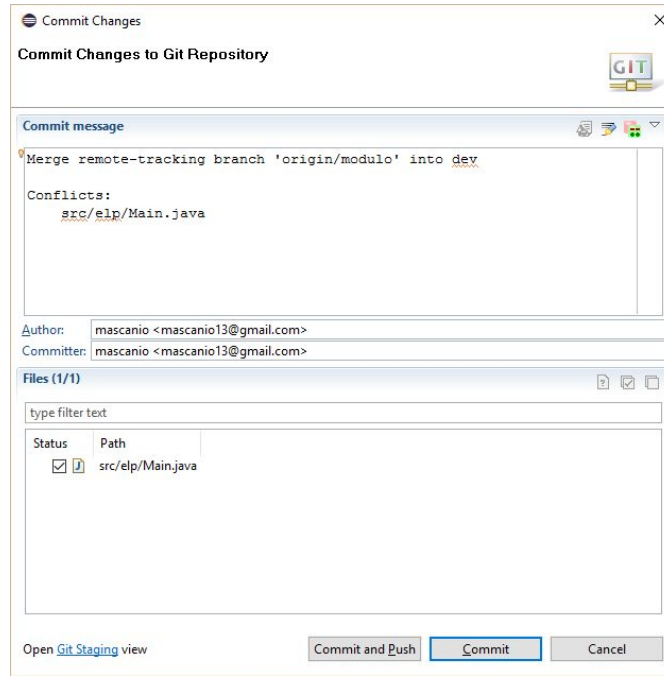 Commit Changes
Commit Changes to Git Repository
GIT
Commit message
Merge remote-tracking branch 'origin/modulo' into dev
Conflicts:
src/elp/Main.java
Author: mascanio <mascanio13@gmail.com>
Committer: mascanio <mascanio13@gmail.com>
Files (1/1)
type filter text
Status Path
J src/elp/Main.java
Open Git Staging view Commit and Push Commit Cancel